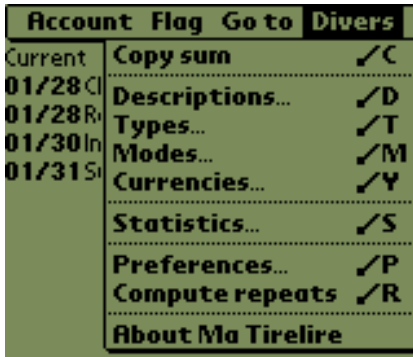 Account Flag Go to Divers
Current
Copy sum /C
01/28
Descriptions... /D
01/28
Types... /T
01/30 In
Modes... /M
01/31
Currencies... /Y
Statistics... /S
Preferences... /P
Compute repeats /R
About Ma Tirelire